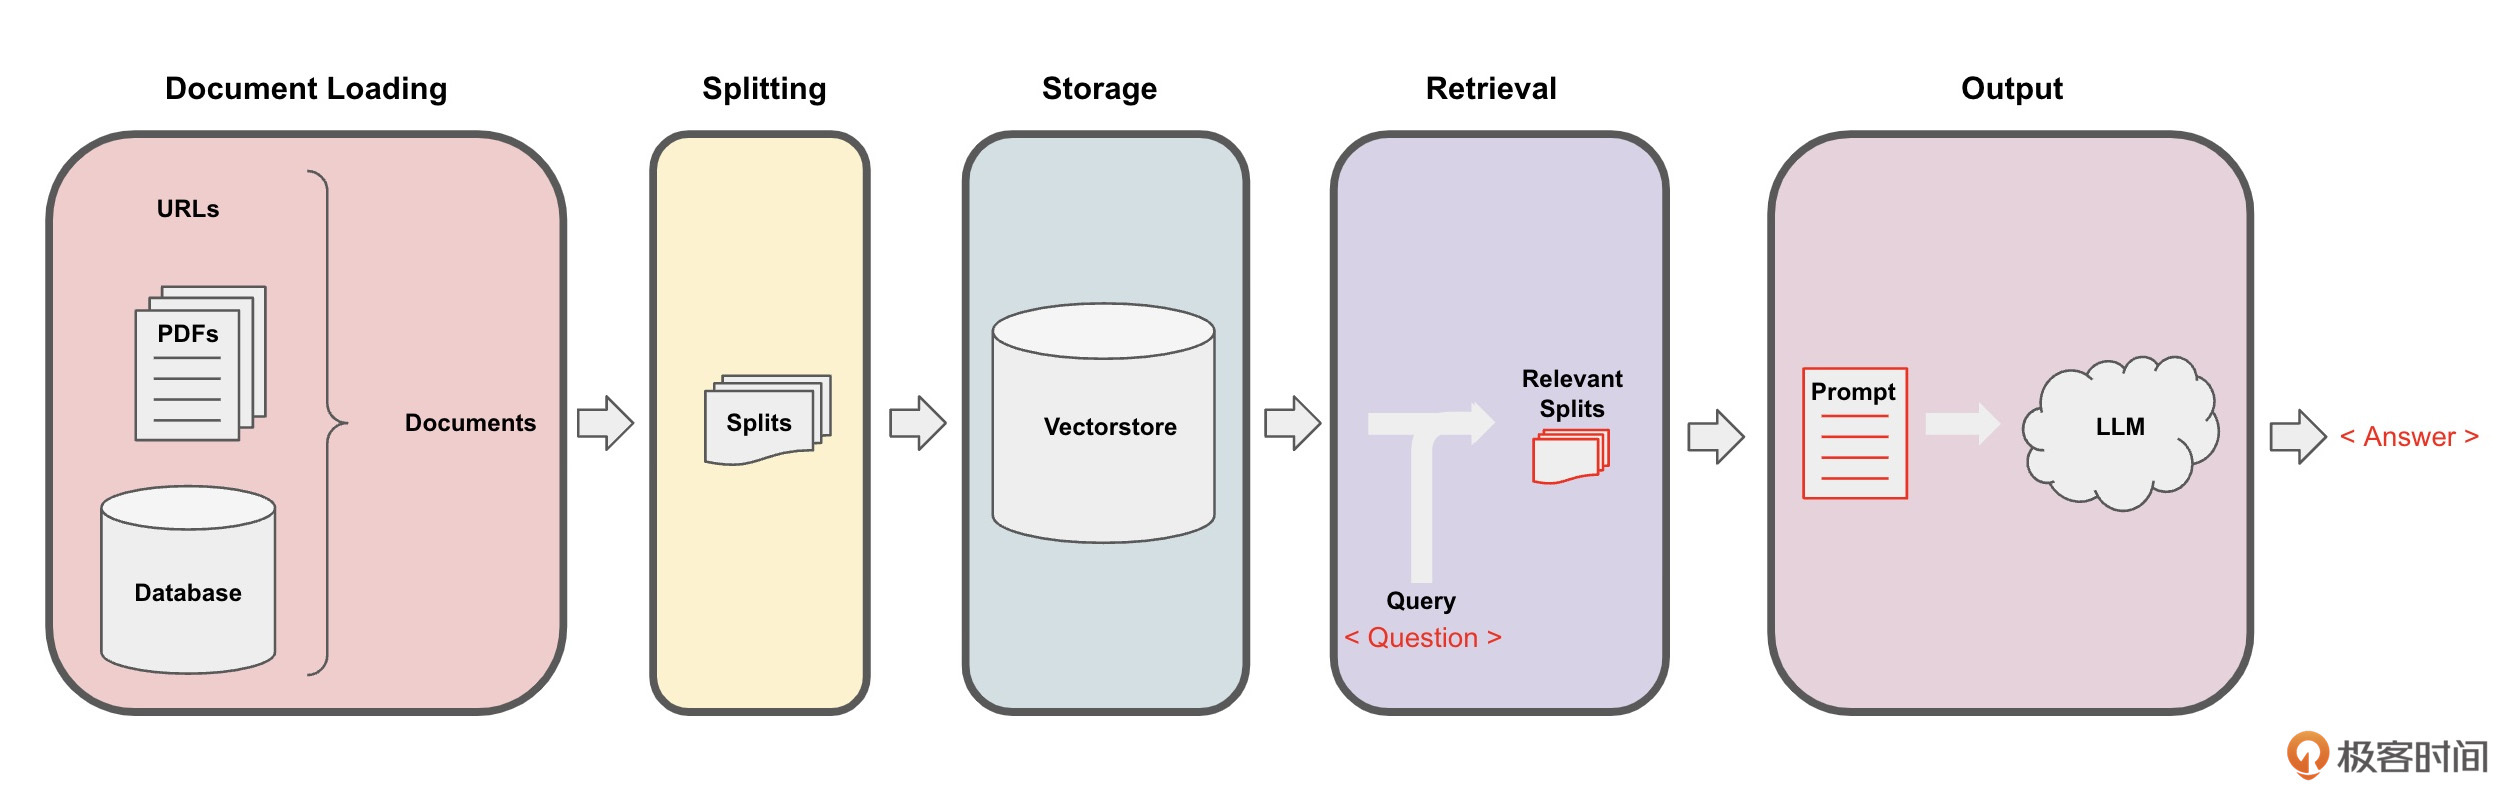 Document Loading
Splitting
Storage
Retrieval
Output
URLs
PDFs
Database
Documents
Splits
Vectorstore
Relevant
Splits
Query
< Question >
Prompt
LLM
< Answer >
极客时间